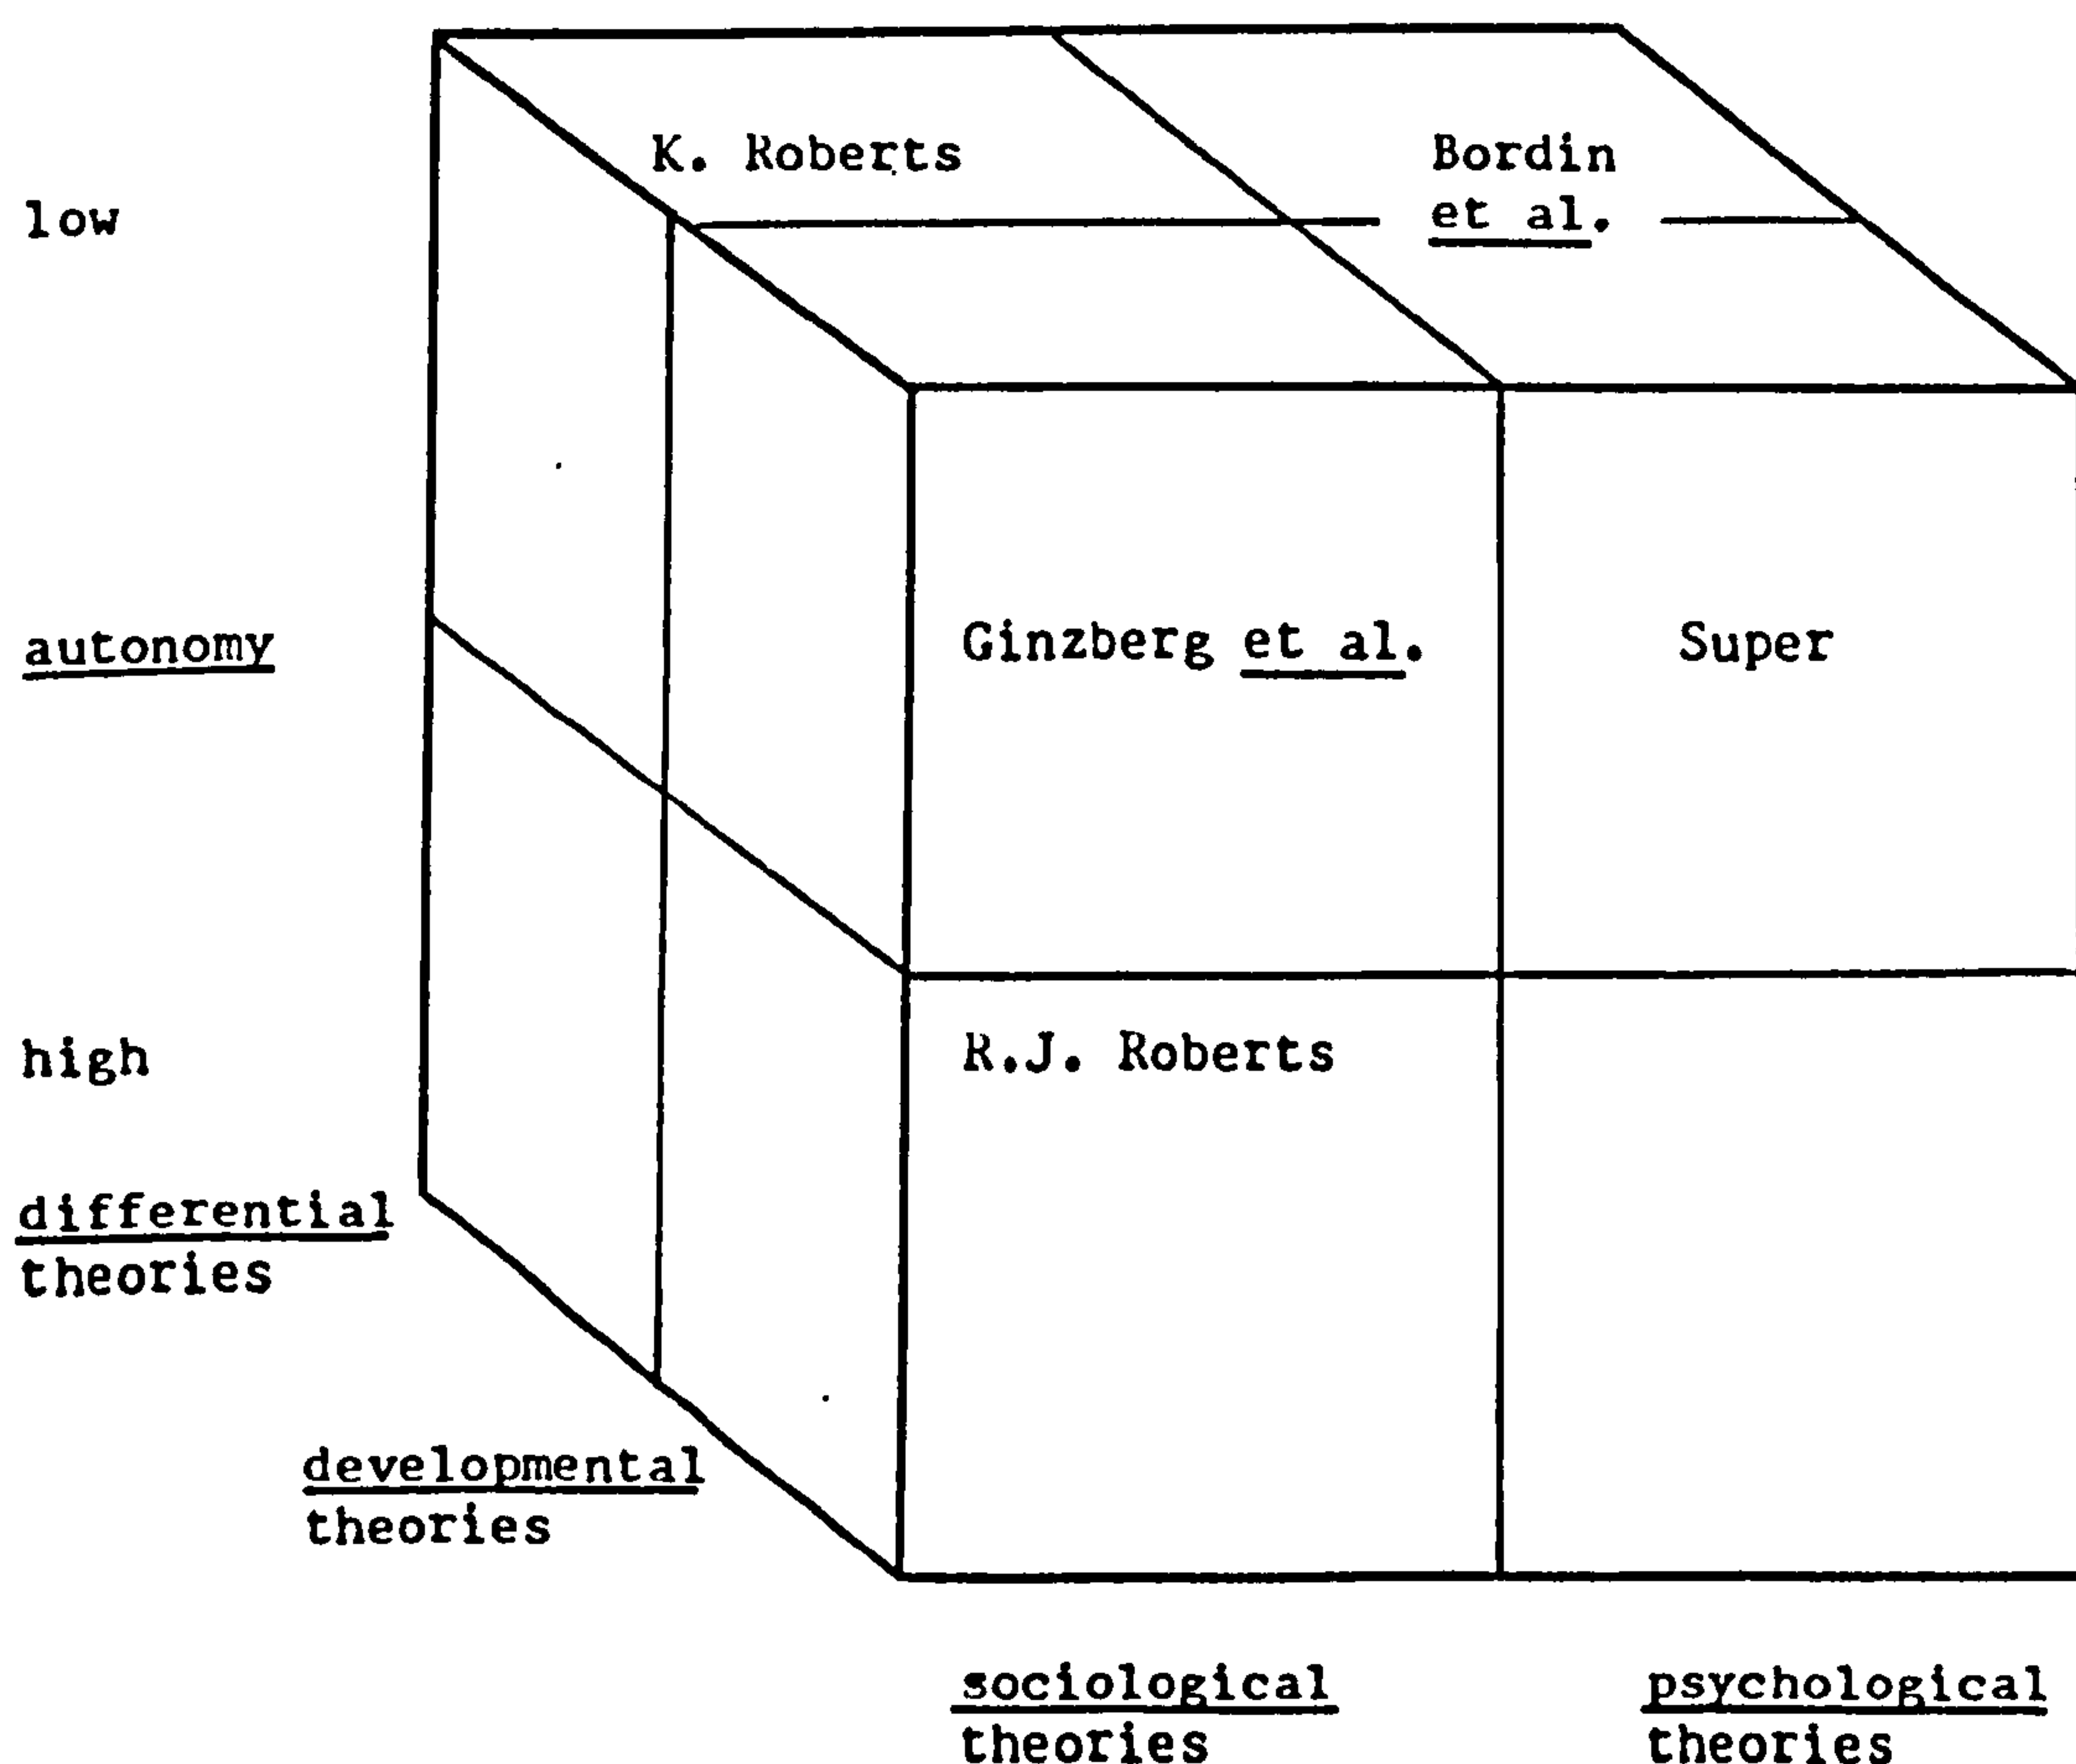 K. Roberts
Bordin
et al.
low
autonomy
Ginzberg et al.
Super
high
R.J. Roberts
differential
theories
developmental
theories
sociological
theories
psychological
theories